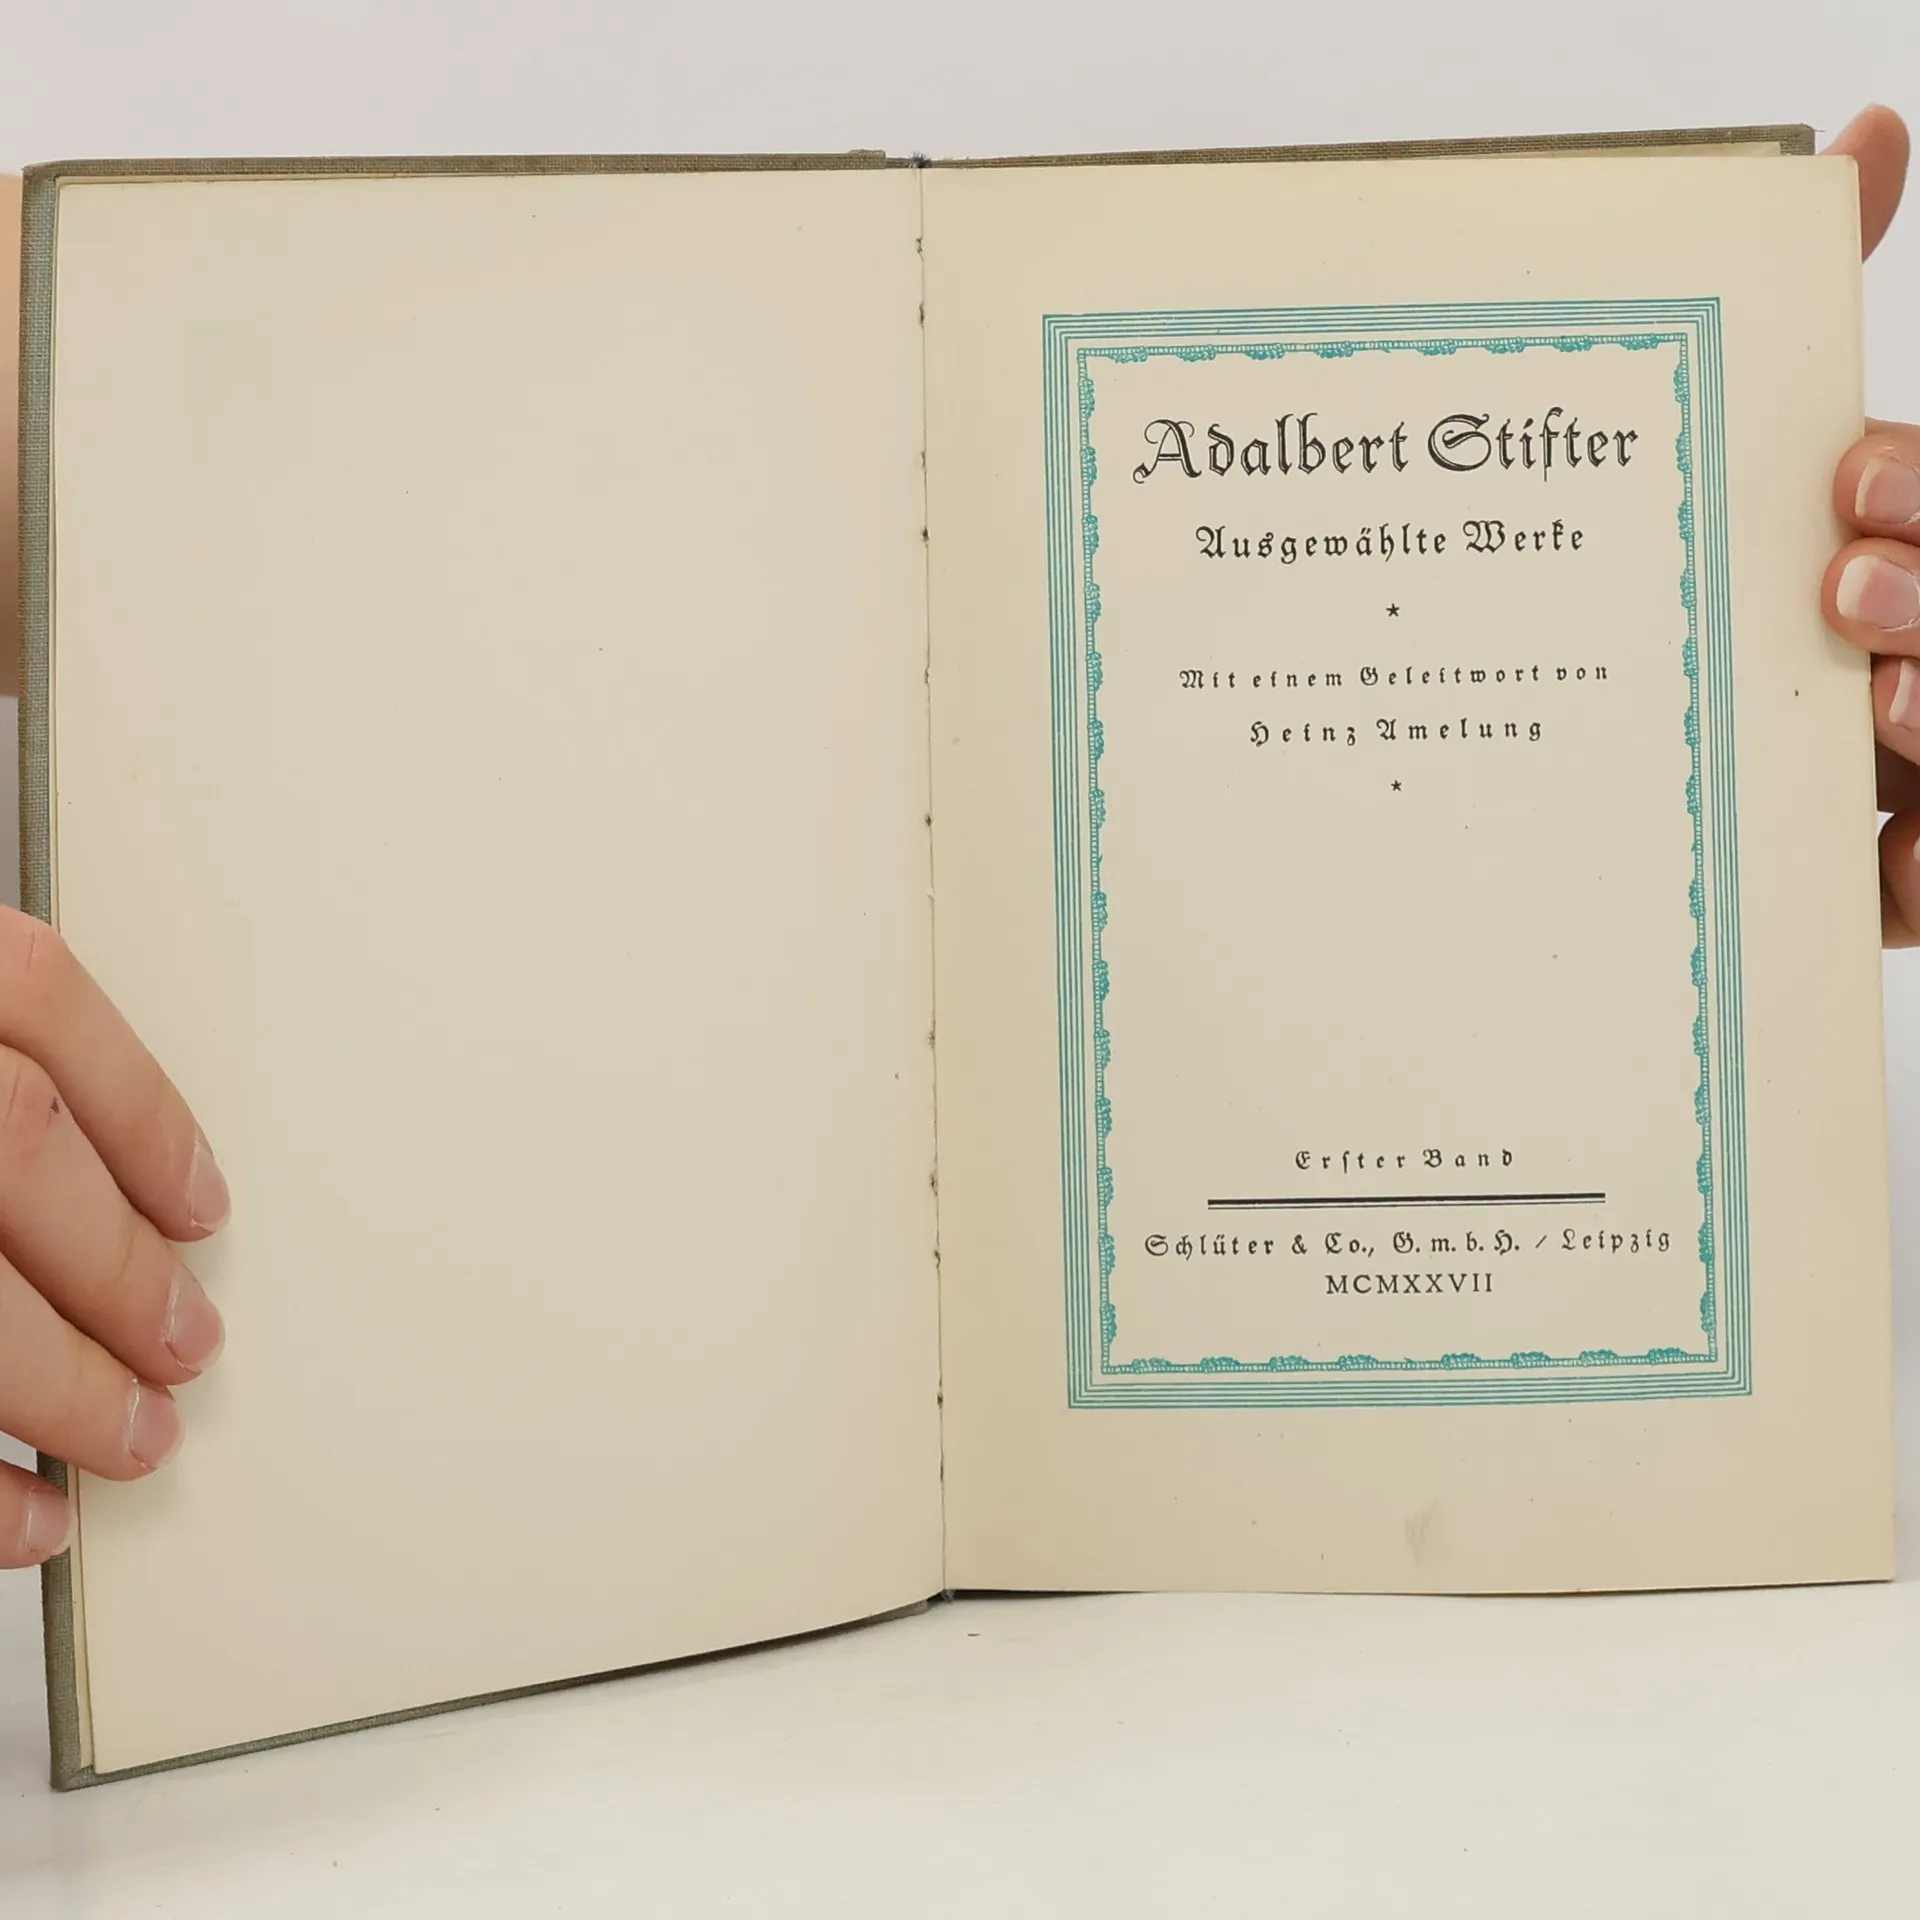 Adalbert Stifter
Ausgewählte Werke
*
Mit einem Geleitwort von
Heinz Amelung
*
Erſter Band
Schlüter & Co., G. m. b. H. / Leipzig
MCMXXVII